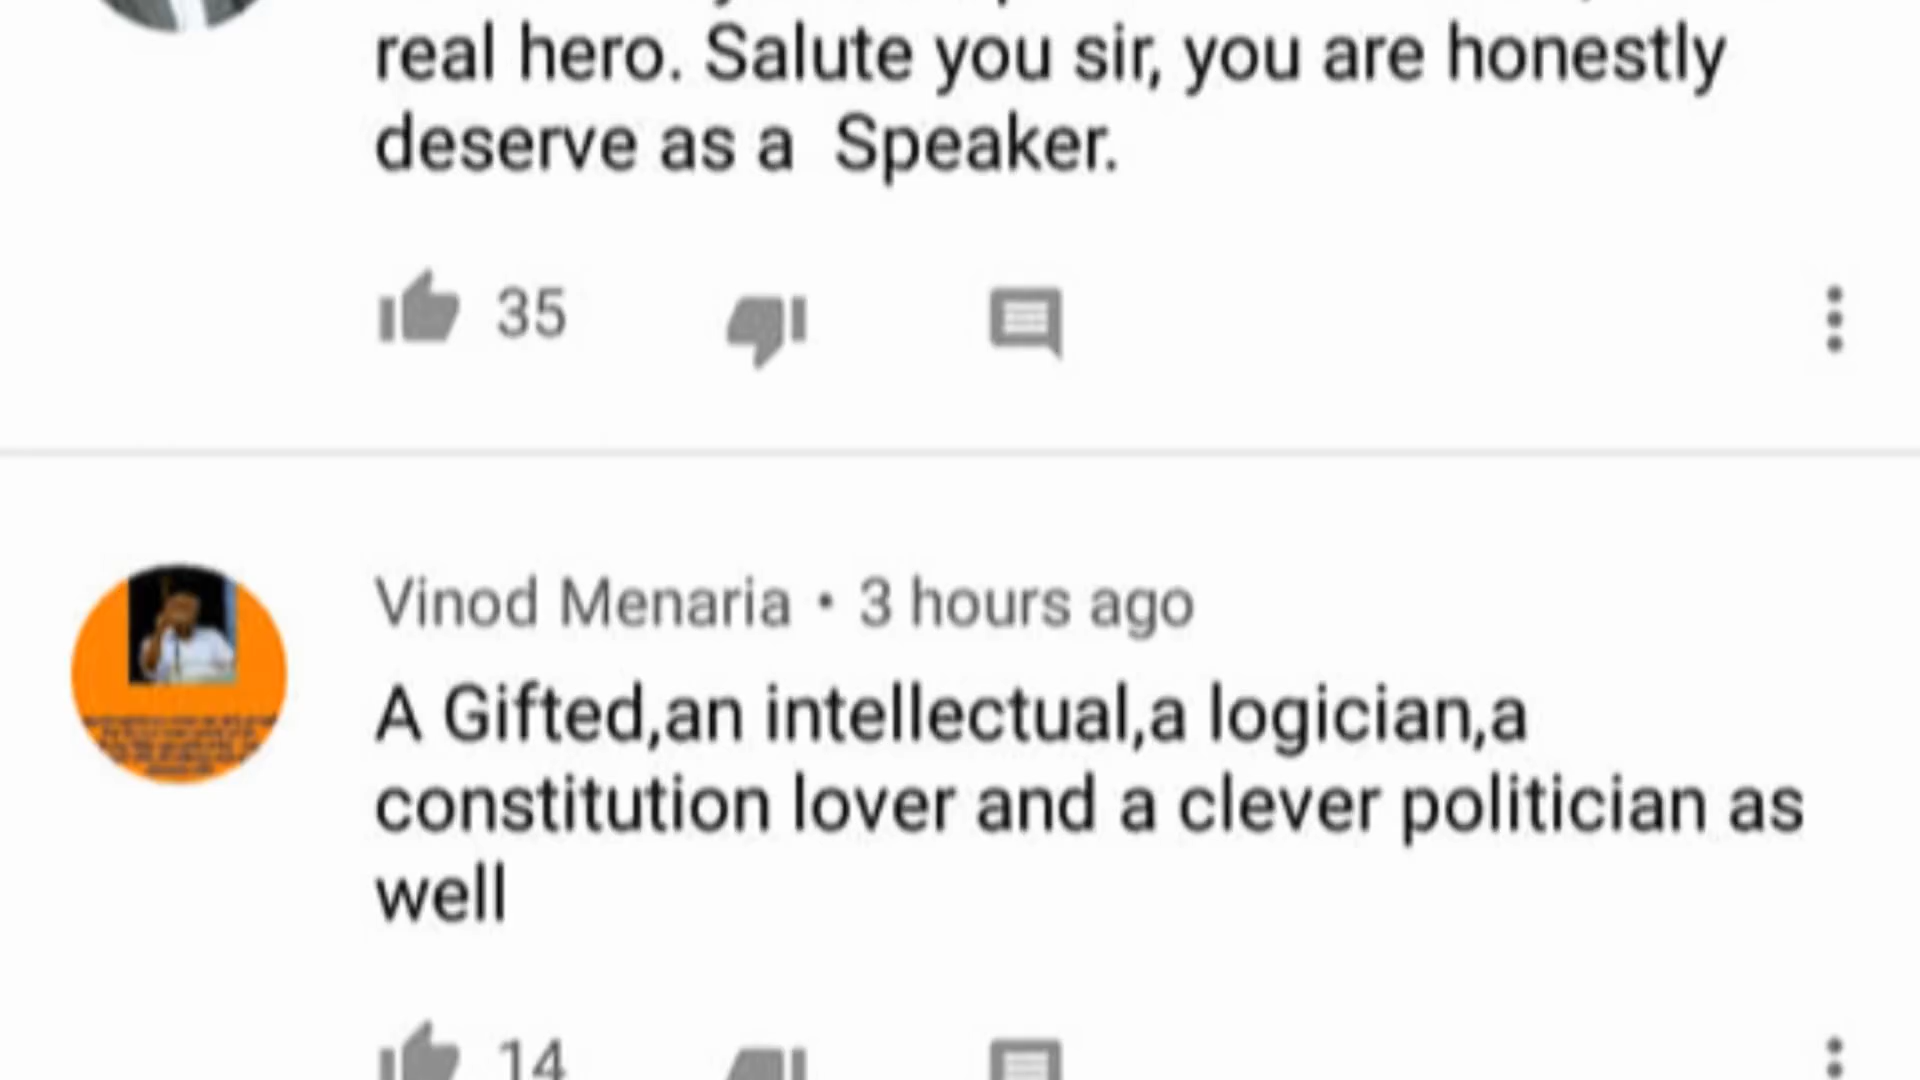 real hero. Salute you sir, you are honestly
deserve as a  Speaker.
35
Vinod Menaria • 3 hours ago
A Gifted,an intellectual,a logician,a
constitution lover and a clever politician as
well
14